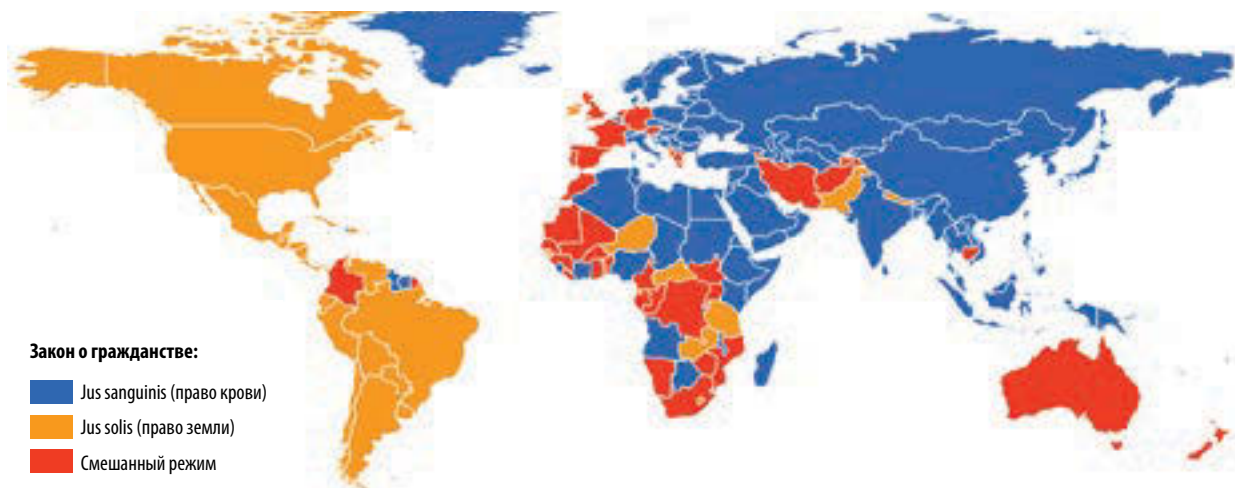 Закон о гражданстве:
Jus sanguinis (право крови)
Jus solis (право земли)
Смешанный режим